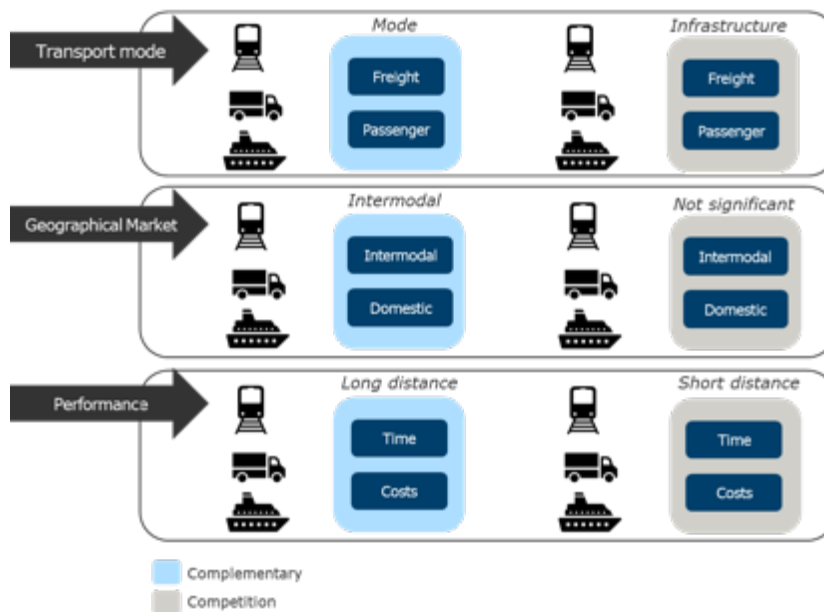 Mode
Infrastructure
Transport mode
Freight
Freight
Passenger
Passenger
Intermodal
Not significant
Geographical Market
Intermodal
Intermodal
Domestic
Domestic
Long distance
Short distance
Performance
Time
Time
Costs
Costs
Complementary
Competition